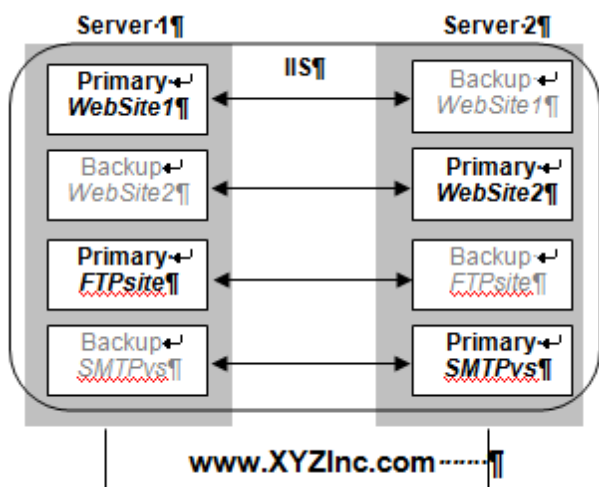 Server·1¶
Server·2¶
IIS¶
Primary·↵
WebSite1¶
Backup·↵
WebSite1¶
Backup↵
WebSite2¶
Primary·↵
WebSite2¶
Primary·↵
FTPsite¶
Backup·↵
FTPsite¶
Backup↵
SMTPvs¶
Primary·↵
SMTPvs¶
www.XYZInc.com······¶